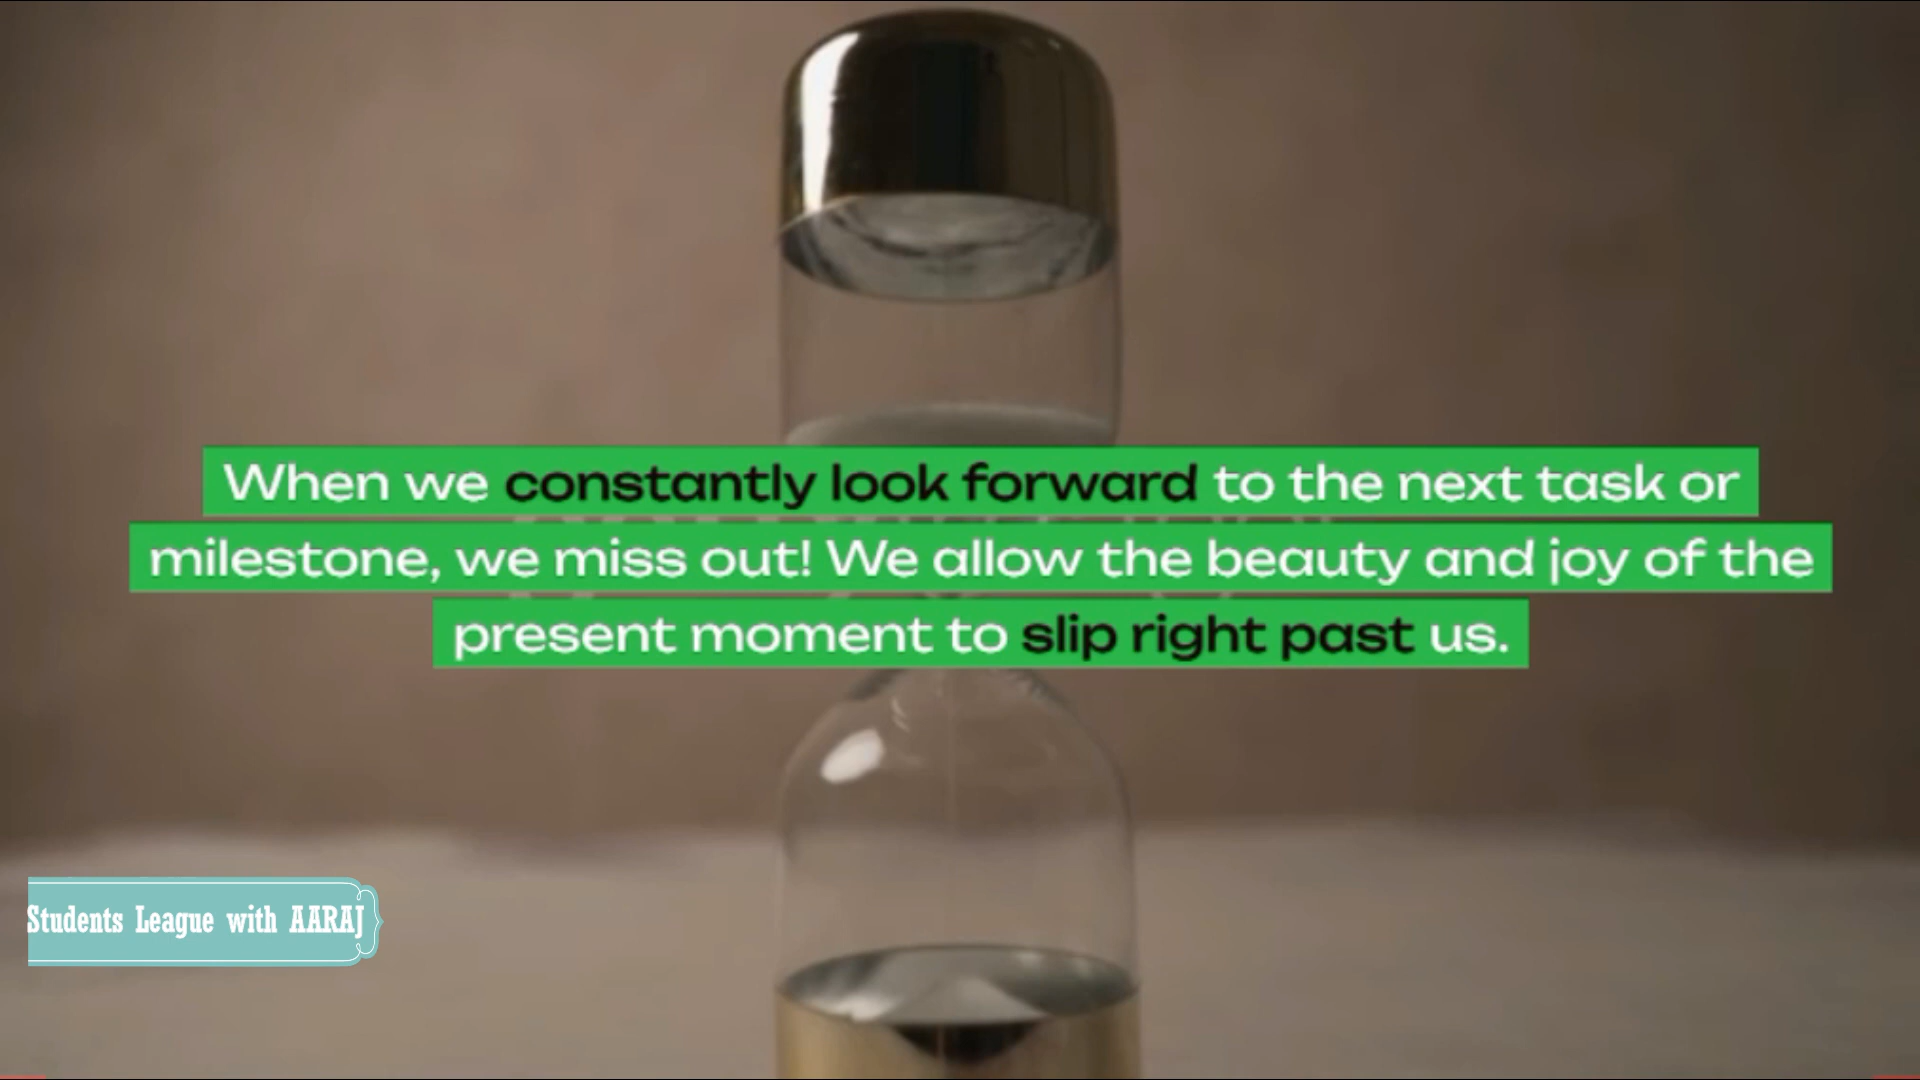 When we constantly look forward to the next task or
milestone, we miss out! We allow the beauty and joy of the
present moment to slip right past us.
Students League with AARAJ